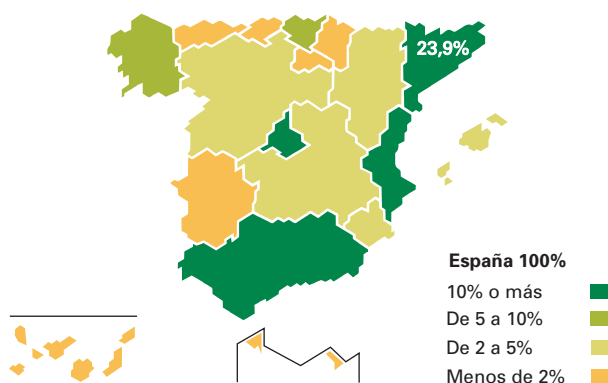 23,9%
España 100%
10% o más
De 5 a 10%
De 2 a 5%
Menos de 2%